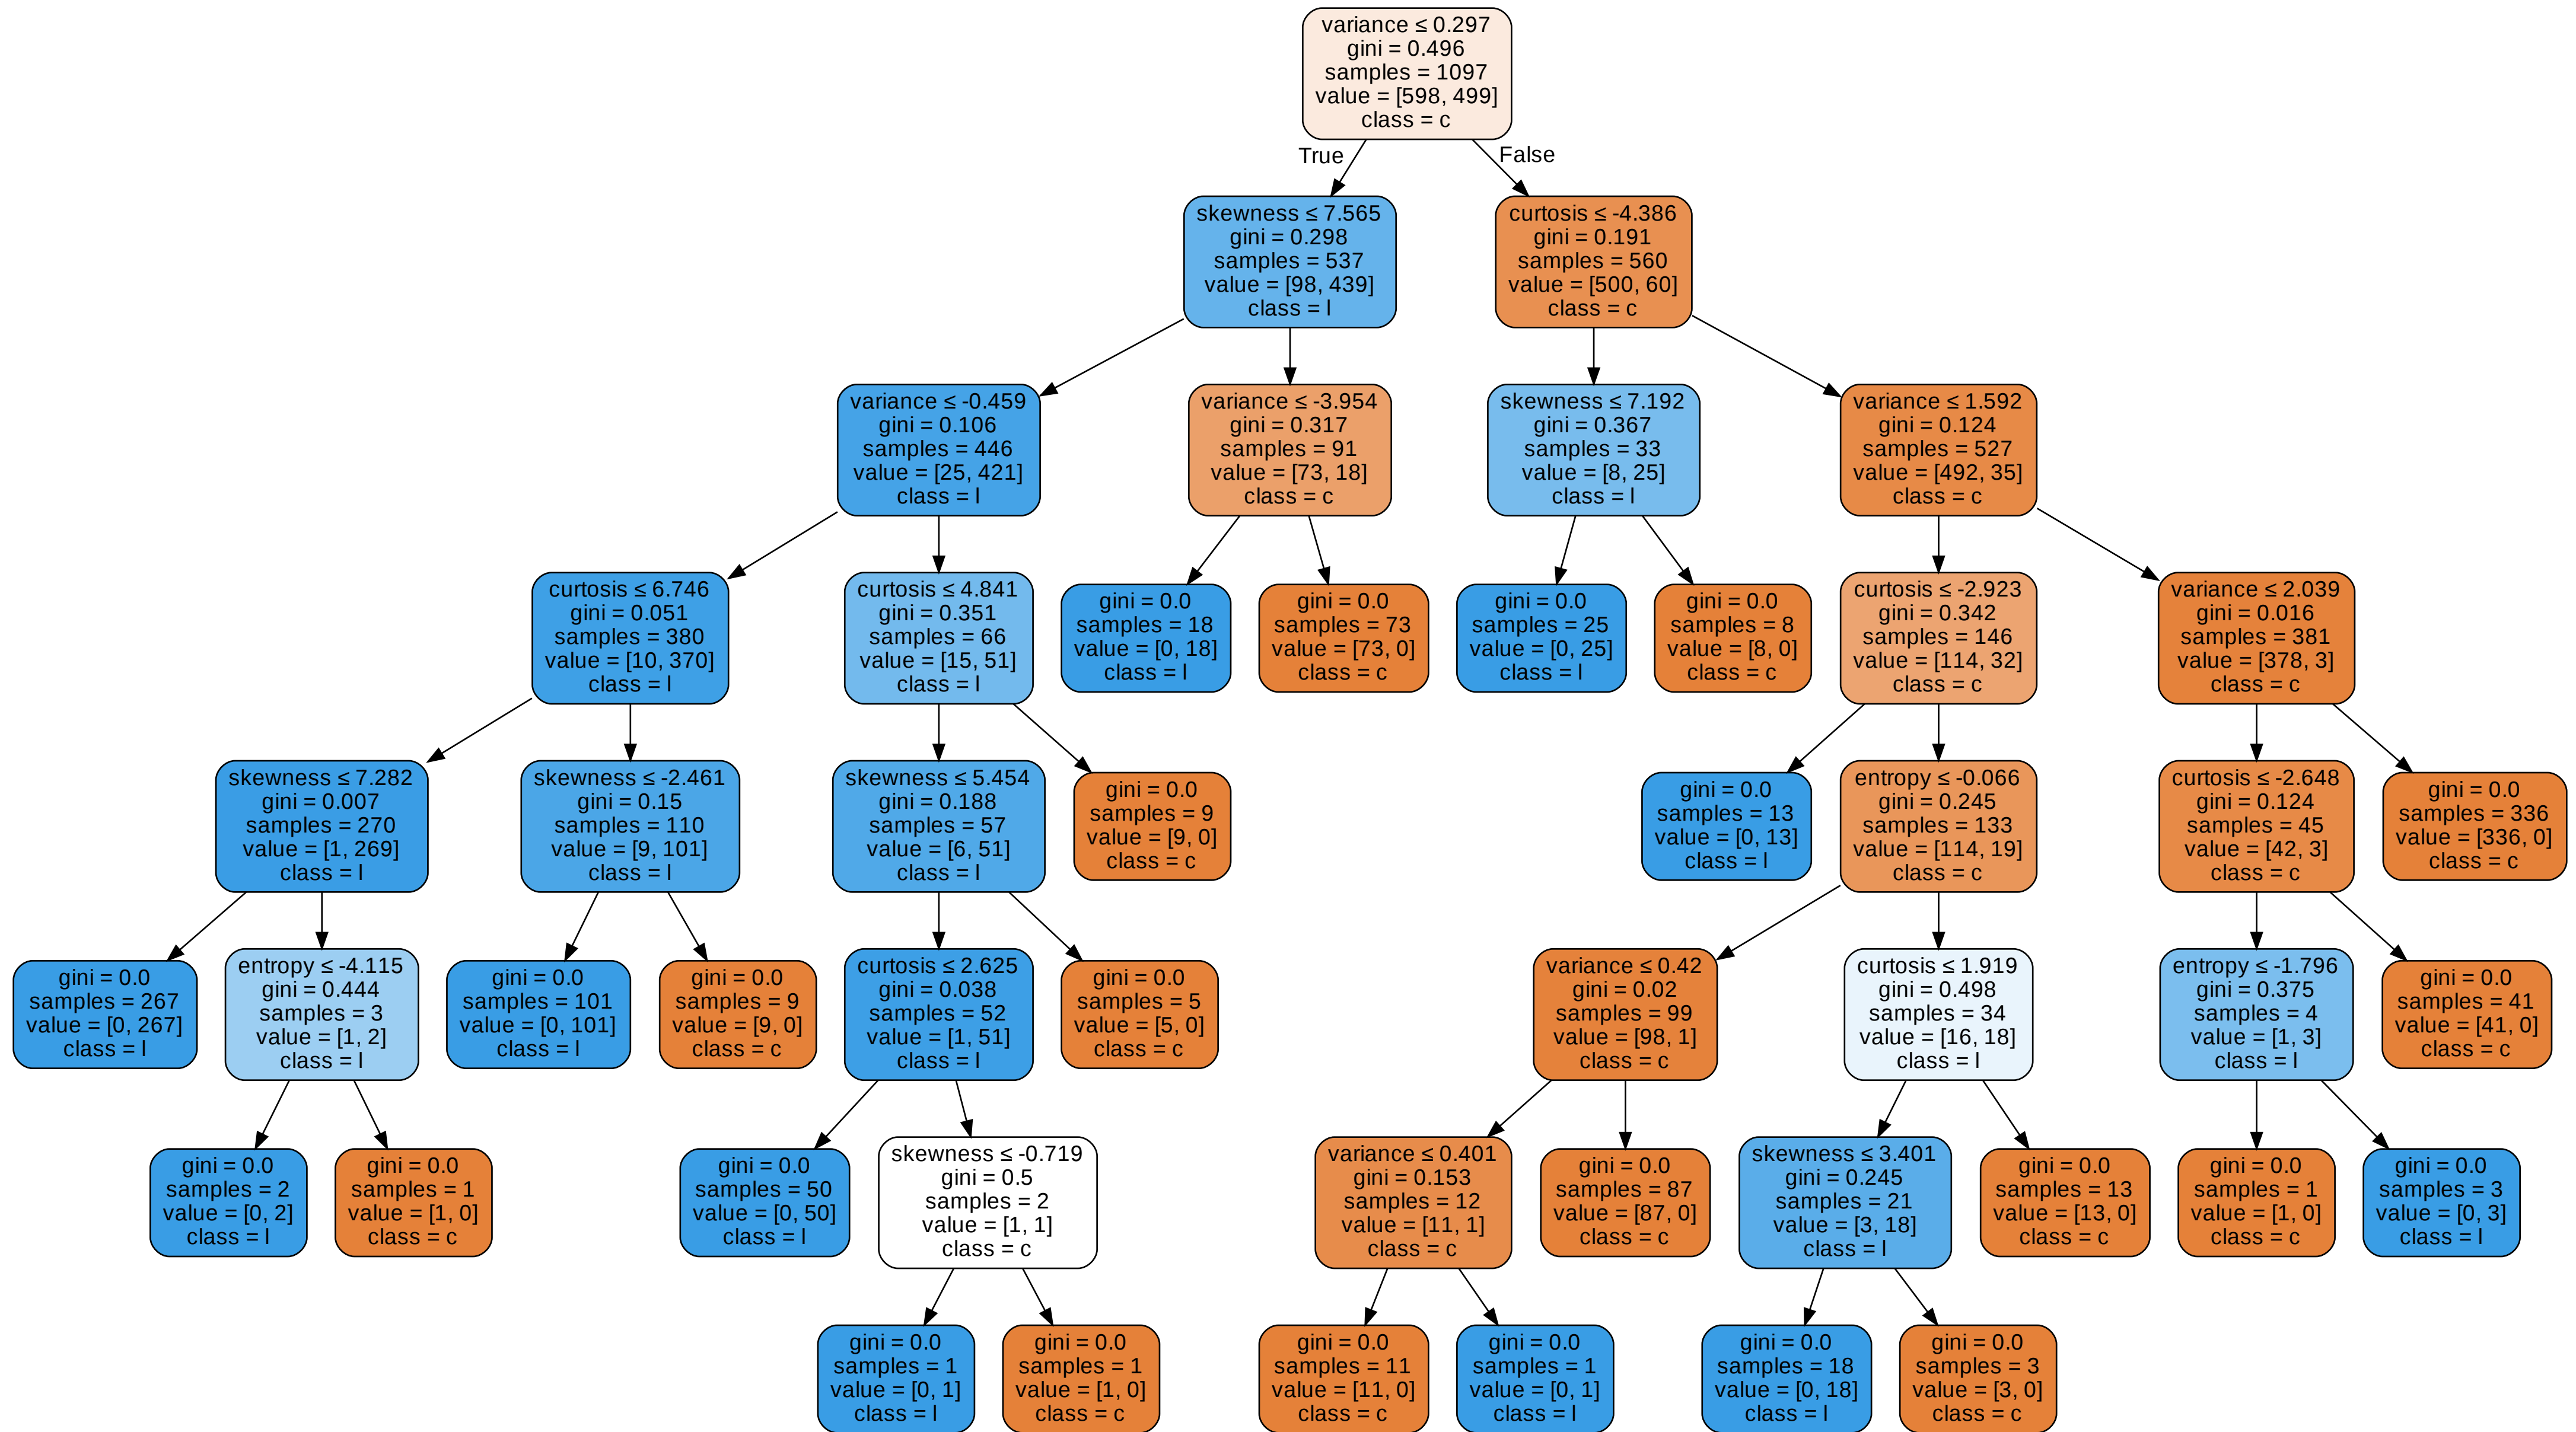 variance ≤ 0.297
gini = 0.496
samples = 1097
value = [598, 499]
class = c
True
False
skewness ≤ 7.565
gini = 0.298
samples = 537
value = [98, 439]
class = l
curtosis ≤ -4.386
gini = 0.191
samples = 560
value = [500, 60]
class = c
variance ≤ -0.459
gini = 0.106
samples = 446
value = [25, 421]
class = l
variance ≤ -3.954
gini = 0.317
samples = 91
value = [73, 18]
class = c
skewness ≤ 7.192
gini = 0.367
samples = 33
value = [8, 25]
class = l
variance ≤ 1.592
gini = 0.124
samples = 527
value = [492, 35]
class = c
curtosis ≤ 6.746
gini = 0.051
samples = 380
value = [10, 370]
class = l
curtosis ≤ 4.841
gini = 0.351
samples = 66
value = [15, 51]
class = l
gini = 0.0
samples = 18
value = [0, 18]
class = l
gini = 0.0
samples = 73
value = [73, 0]
class = c
gini = 0.0
samples = 25
value = [0, 25]
class = l
gini = 0.0
samples = 8
value = [8, 0]
class = c
curtosis ≤ -2.923
gini = 0.342
samples = 146
value = [114, 32]
class = c
variance ≤ 2.039
gini = 0.016
samples = 381
value = [378, 3]
class = c
skewness ≤ 7.282
gini = 0.007
samples = 270
value = [1, 269]
class = l
skewness ≤ -2.461
gini = 0.15
samples = 110
value = [9, 101]
class = l
skewness ≤ 5.454
gini = 0.188
samples = 57
value = [6, 51]
class = l
gini = 0.0
samples = 9
value = [9, 0]
class = c
gini = 0.0
samples = 13
value = [0, 13]
class = l
entropy ≤ -0.066
gini = 0.245
samples = 133
value = [114, 19]
class = c
curtosis ≤ -2.648
gini = 0.124
samples = 45
value = [42, 3]
class = c
gini = 0.0
samples = 336
value = [336, 0]
class = c
gini = 0.0
samples = 267
value = [0, 267]
class = l
entropy ≤ -4.115
gini = 0.444
samples = 3
value = [1, 2]
class = l
gini = 0.0
samples = 101
value = [0, 101]
class = l
gini = 0.0
samples = 9
value = [9, 0]
class = c
curtosis ≤ 2.625
gini = 0.038
samples = 52
value = [1, 51]
class = l
gini = 0.0
samples = 5
value = [5, 0]
class = c
variance ≤ 0.42
gini = 0.02
samples = 99
value = [98, 1]
class = c
curtosis ≤ 1.919
gini = 0.498
samples = 34
value = [16, 18]
class = l
entropy ≤ -1.796
gini = 0.375
samples = 4
value = [1, 3]
class = l
gini = 0.0
samples = 41
value = [41, 0]
class = c
gini = 0.0
samples = 2
value = [0, 2]
class = l
gini = 0.0
samples = 1
value = [1, 0]
class = c
gini = 0.0
samples = 50
value = [0, 50]
class = l
skewness ≤ -0.719
gini = 0.5
samples = 2
value = [1, 1]
class = c
variance ≤ 0.401
gini = 0.153
samples = 12
value = [11, 1]
class = c
gini = 0.0
samples = 87
value = [87, 0]
class = c
skewness ≤ 3.401
gini = 0.245
samples = 21
value = [3, 18]
class = l
gini = 0.0
samples = 13
value = [13, 0]
class = c
gini = 0.0
samples = 1
value = [1, 0]
class = c
gini = 0.0
samples = 3
value = [0, 3]
class = l
gini = 0.0
samples = 1
value = [0, 1]
class = l
gini = 0.0
samples = 1
value = [1, 0]
class = c
gini = 0.0
samples = 11
value = [11, 0]
class = c
gini = 0.0
samples = 1
value = [0, 1]
class = l
gini = 0.0
samples = 18
value = [0, 18]
class = l
gini = 0.0
samples = 3
value = [3, 0]
class = c